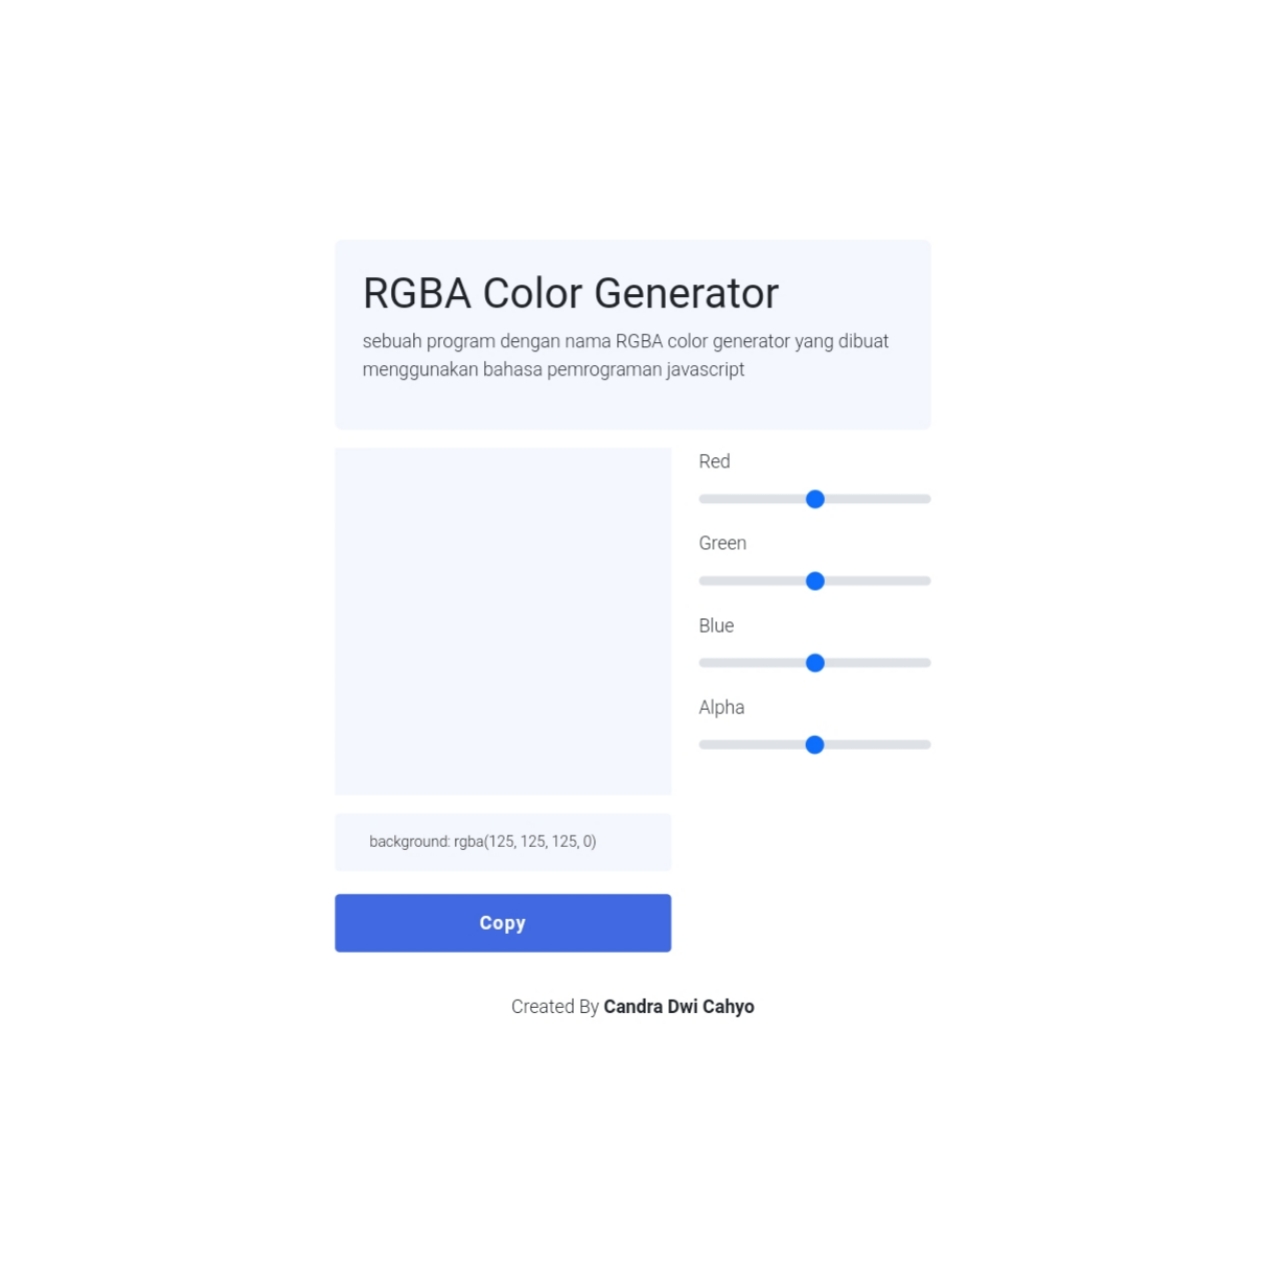 RGBA Color Generator
sebuah program dengan nama RGBA color generator yang dibuat
menggunakan bahasa pemrograman javascript
Red
Green
Blue
Alpha
background: rgba(125, 125, 125, 0)
Copy
Created By Candra Dwi Cahyo